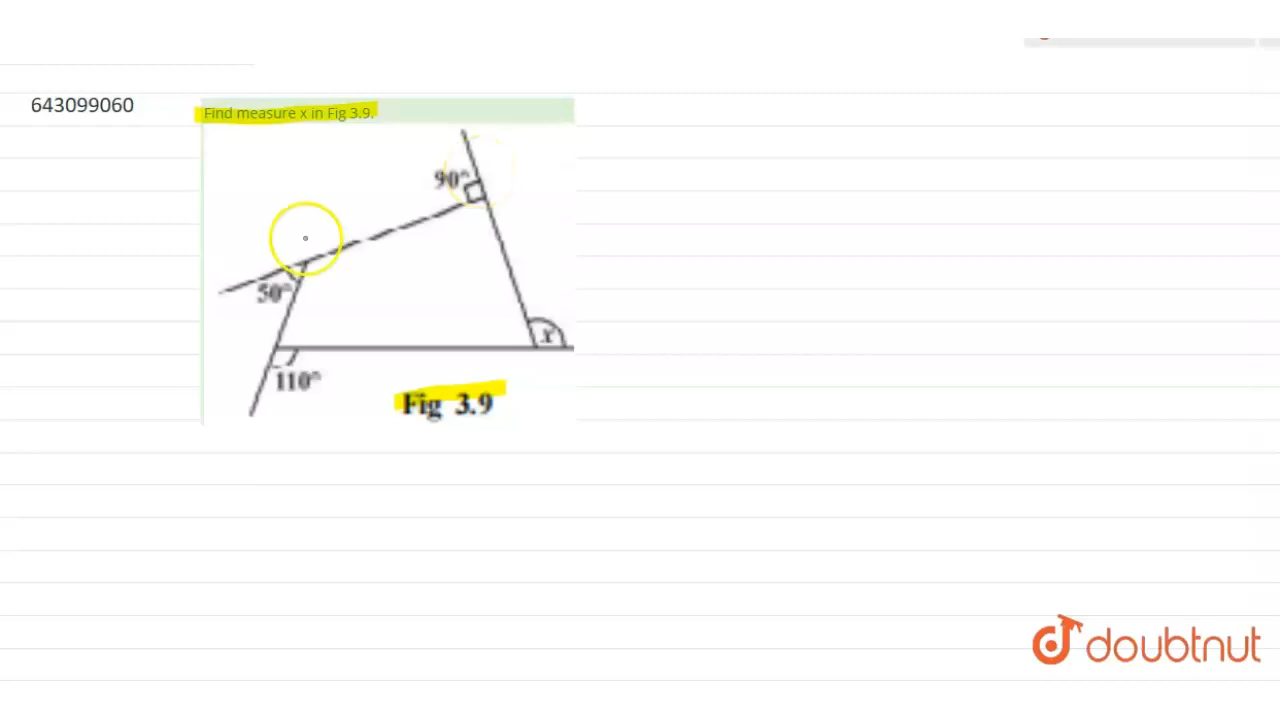 643099060
Find measure x in Fig 3.9.
90°
50°
x
110°
Fig 3.9
doubtnut